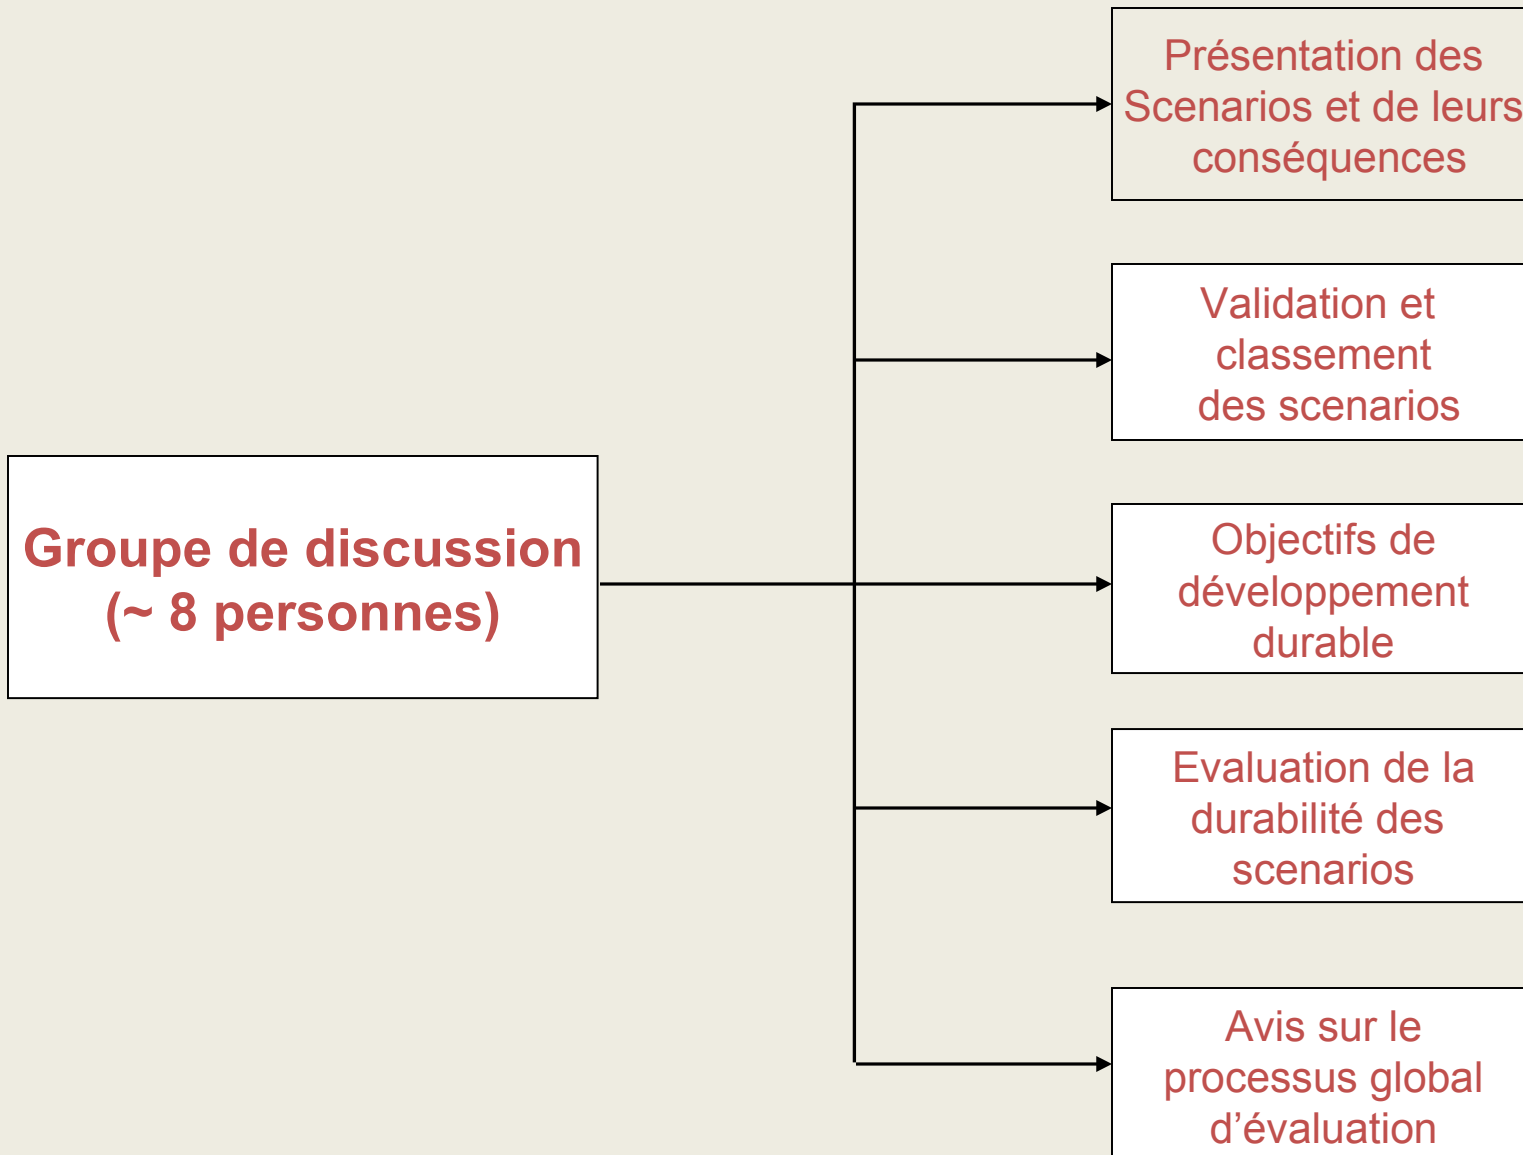 Présentation des
Scenarios et de leurs
conséquences
Validation et
classement
des scenarios
Groupe de discussion
(~ 8 personnes)
Objectifs de
développement
durable
Evaluation de la
durabilité des
scenarios
Avis sur le
processus global
d’évaluation